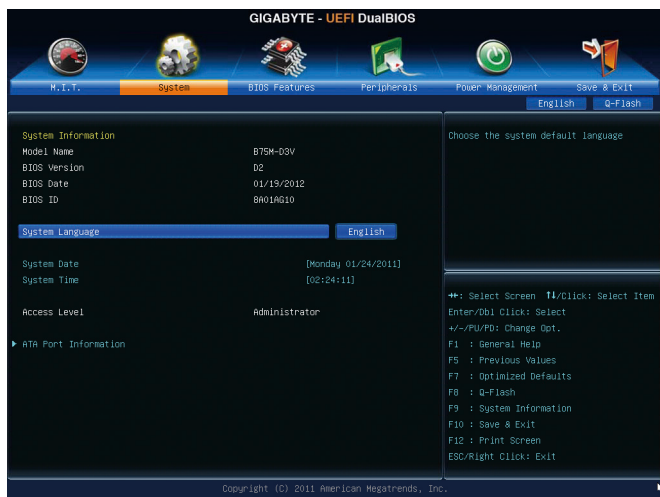 GIGABYTE - UEFI DualBIOS
M.I.T. System BIOS Features Peripherals Power Management Save & Exit
English Q-Flash
System Information
Model Name B75M-D3V
BIOS Version D2
BIOS Date 01/19/2012
BIOS ID 8A01AG10
System Language English
System Date [Monday 01/24/2011]
System Time [02:24:11]
Access Level Administrator
ATA Port Information
Choose the system default language
→←: Select Screen ↑↓/Click: Select Item
Enter/Dbl Click: Select
+/-/PU/PD: Change Opt.
F1 : General Help
F5 : Previous Values
F7 : Optimized Defaults
F8 : Q-Flash
F9 : System Information
F10 : Save & Exit
F12 : Print Screen
ESC/Right Click: Exit
Copyright (C) 2011 American Megatrends, Inc.